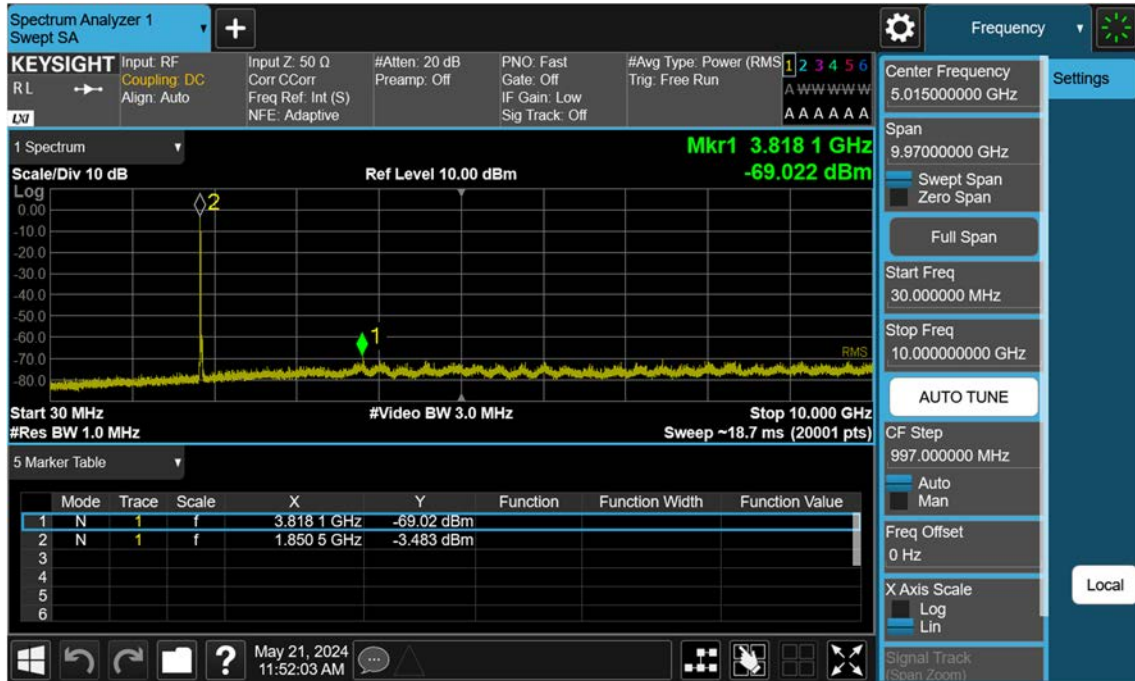 Spectrum Analyzer 1
Swept SA
Frequency
KEYSIGHT
R L
LXI
Input: RF
Coupling: DC
Align: Auto
Input Z: 50 Ω
Corr CCorr
Freq Ref: Int (S)
NFE: Adaptive
#Atten: 20 dB
Preamp: Off
PNO: Fast
Gate: Off
IF Gain: Low
Sig Track: Off
#Avg Type: Power (RMS
Trig: Free Run
1 2 3 4 5 6
A W W W W W
A A A A A A
1 Spectrum
Mkr1 3.818 1 GHz
Scale/Div 10 dB
Ref Level 10.00 dBm
-69.022 dBm
Log
0.00
-10.0
-20.0
-30.0
-40.0
-50.0
-60.0
-70.0
-80.0
2
1
RMS
Start 30 MHz
#Video BW 3.0 MHz
Stop 10.000 GHz
#Res BW 1.0 MHz
Sweep ~18.7 ms (20001 pts)
5 Marker Table
Mode Trace Scale X Y Function Function Width Function Value
1 N 1 f 3.818 1 GHz -69.02 dBm
2 N 1 f 1.850 5 GHz -3.483 dBm
3
4
5
6
May 21, 2024
11:52:03 AM
Center Frequency
5.015000000 GHz
Span
9.97000000 GHz
Swept Span
Zero Span
Full Span
Start Freq
30.000000 MHz
Stop Freq
10.000000000 GHz
AUTO TUNE
CF Step
997.000000 MHz
Auto
Man
Freq Offset
0 Hz
X Axis Scale
Log
Lin
Signal Track
(Span Zoom)
Settings
Local